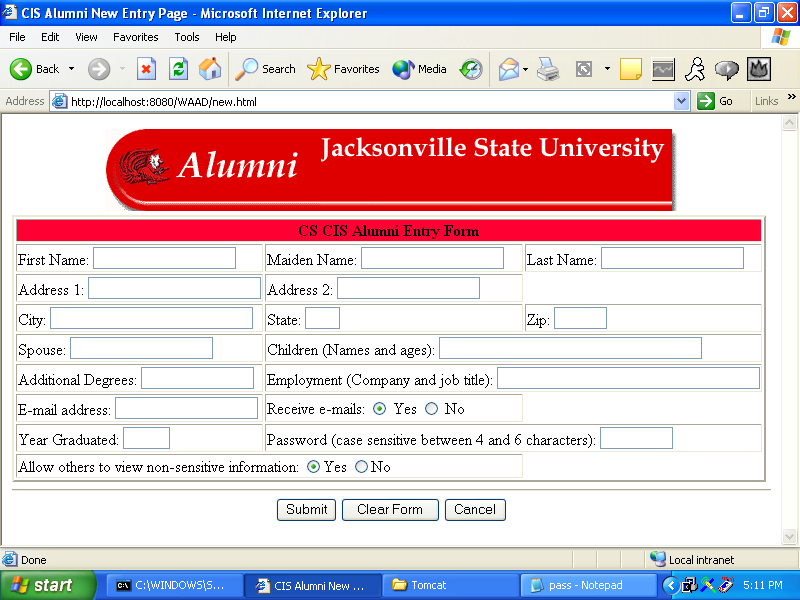 CIS Alumni New Entry Page - Microsoft Internet Explorer
File Edit View Favorites Tools Help
Back Search Favorites Media
Address http://localhost:8080/WAAD/new.html Go Links »
Alumni Jacksonville State University
CS CIS Alumni Entry Form
First Name: Maiden Name: Last Name:
Address 1: Address 2:
City: State: Zip:
Spouse: Children (Names and ages):
Additional Degrees: Employment (Company and job title):
E-mail address: Receive e-mails: Yes No
Year Graduated: Password (case sensitive between 4 and 6 characters):
Allow others to view non-sensitive information: Yes No
Submit Clear Form Cancel
Done Local intranet
start C:\WINDOWS\S... CIS Alumni New ... Tomcat pass - Notepad 5:11 PM